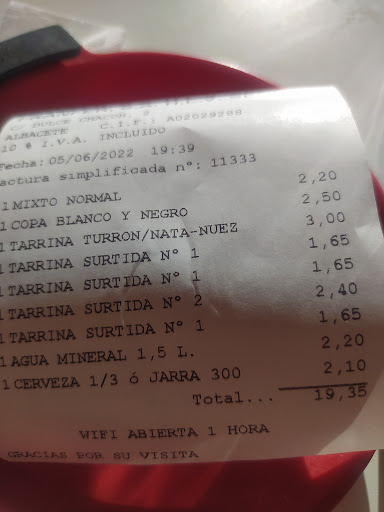 C/ DULCE CHACON, 2
ALBACETE C.I.F.: A02029298
10 % I.V.A. INCLUIDO
Fecha: 05/06/2022 19:39
actura simplificada nº: 11333
1 MIXTO NORMAL 2,20
1 COPA BLANCO Y NEGRO 2,50
1 TARRINA TURRON/NATA-NUEZ 3,00
1 TARRINA SURTIDA Nº 1 1,65
1 TARRINA SURTIDA Nº 1 1,65
1 TARRINA SURTIDA Nº 2 2,40
1 TARRINA SURTIDA Nº 1 1,65
1 AGUA MINERAL 1,5 L. 2,20
1 CERVEZA 1/3 ó JARRA 300 2,10
Total... 19,35
WIFI ABIERTA 1 HORA
GRACIAS POR SU VISITA